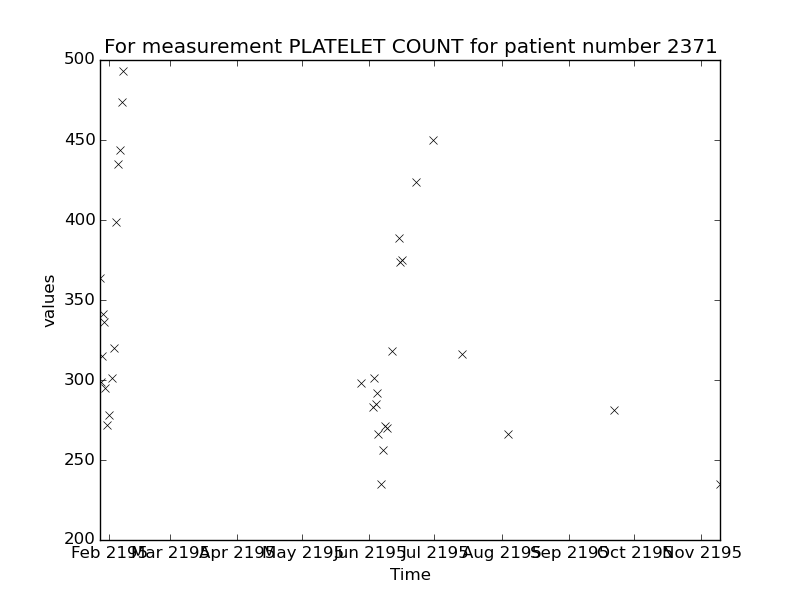 For measurement PLATELET COUNT for patient number 2371
500
450
400
350
300
250
200
values
Feb 2195 Mar 2195 Apr 2195 May 2195 Jun 2195 Jul 2195 Aug 2195 Sep 2195 Oct 2195 Nov 2195
Time